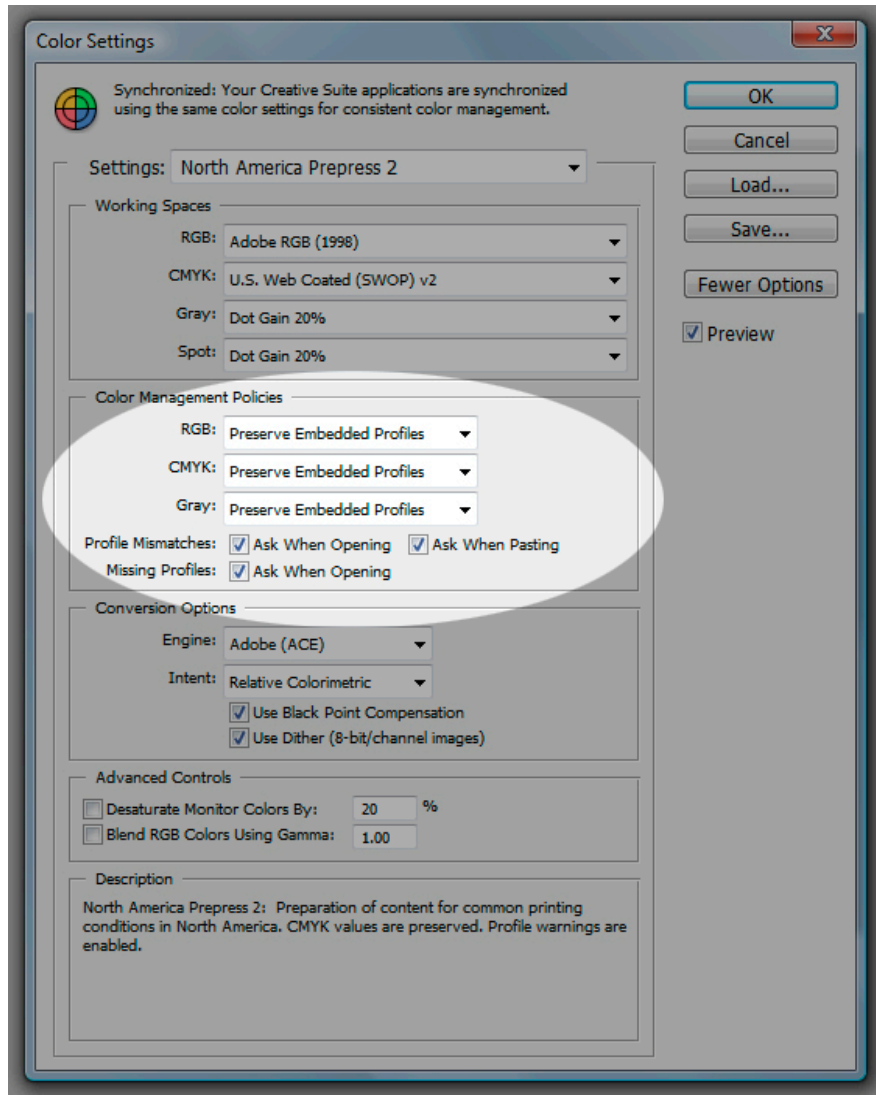 Color Settings
Synchronized: Your Creative Suite applications are synchronized
using the same color settings for consistent color management.
OK
Cancel
Load...
Save...
Fewer Options
Preview
Settings: North America Prepress 2
Working Spaces
RGB: Adobe RGB (1998)
CMYK: U.S. Web Coated (SWOP) v2
Gray: Dot Gain 20%
Spot: Dot Gain 20%
Color Management Policies
RGB: Preserve Embedded Profiles
CMYK: Preserve Embedded Profiles
Gray: Preserve Embedded Profiles
Profile Mismatches: Ask When Opening Ask When Pasting
Missing Profiles: Ask When Opening
Conversion Options
Engine: Adobe (ACE)
Intent: Relative Colorimetric
Use Black Point Compensation
Use Dither (8-bit/channel images)
Advanced Controls
Desaturate Monitor Colors By: 20 %
Blend RGB Colors Using Gamma: 1.00
Description
North America Prepress 2: Preparation of content for common printing
conditions in North America. CMYK values are preserved. Profile warnings are
enabled.